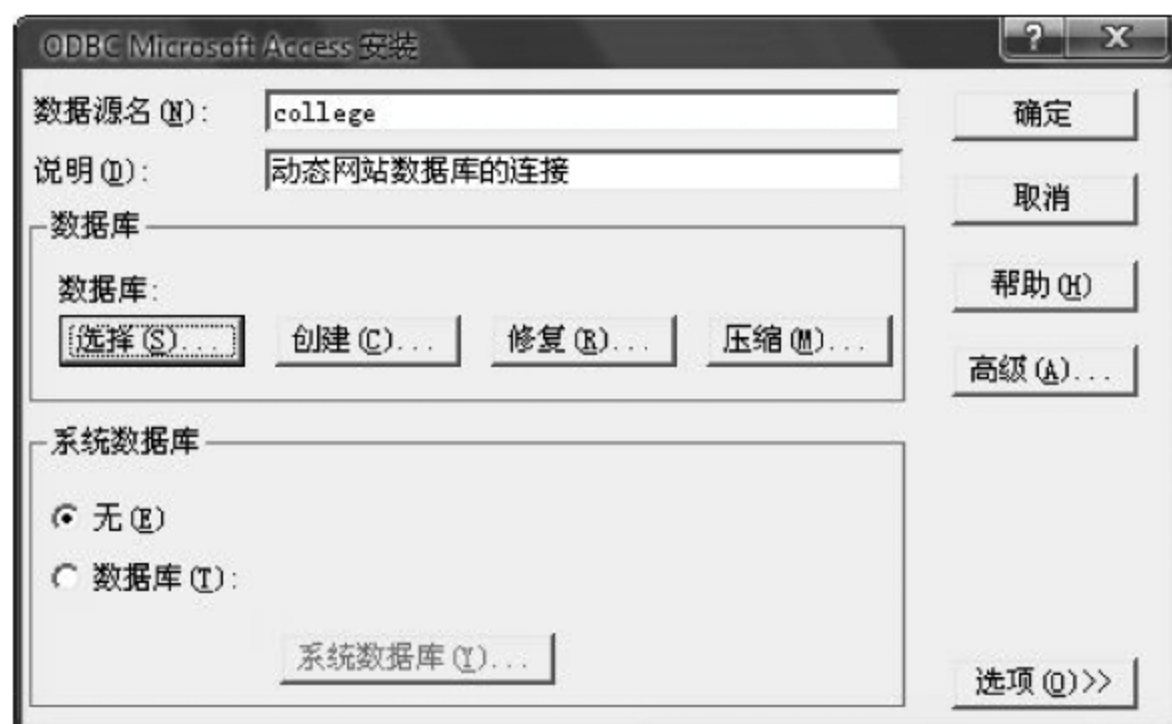 ODBC Microsoft Access 安装
? X
数据源名(N): college 确定
说明(D): 动态网站数据库的连接
取消
数据库
数据库:
帮助(H)
选择(S)... 创建(C)... 修复(R)... 压缩(M)...
高级(A)...
系统数据库
无(E)
数据库(T):
系统数据库(Y)...
选项(O)>>